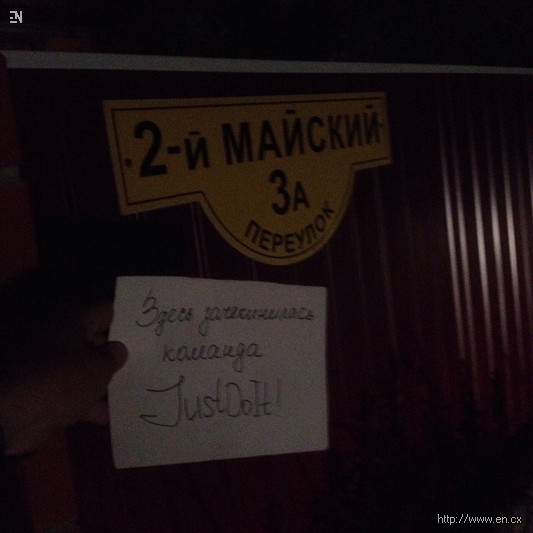 EN
2-й МАЙСКИЙ
3А
ПЕРЕУЛОК
Здесь зачекинилась
команда
JustDoIt!
http://www.en.cx